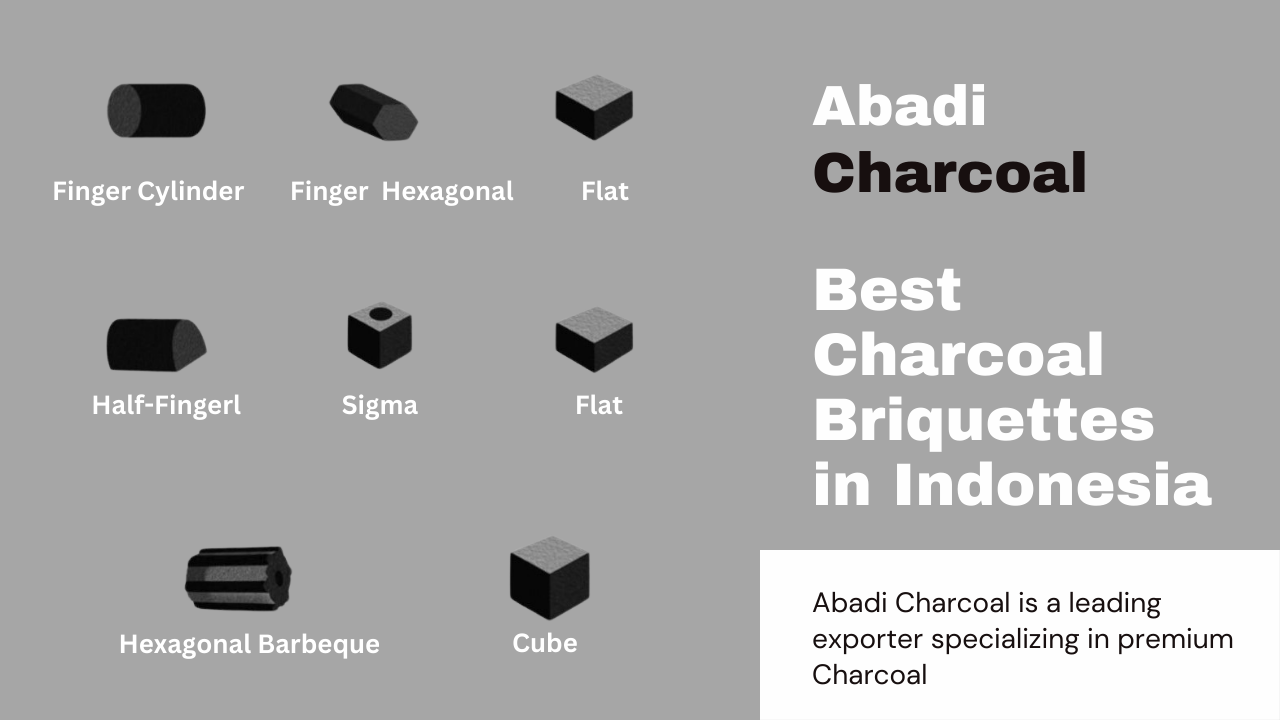 Finger Cylinder
Finger  Hexagonal
Flat
Half-Fingerl
Sigma
Flat
Hexagonal Barbeque
Cube
Abadi
Charcoal
Best
Charcoal
Briquettes
in Indonesia
Abadi Charcoal is a leading
exporter specializing in premium
Charcoal